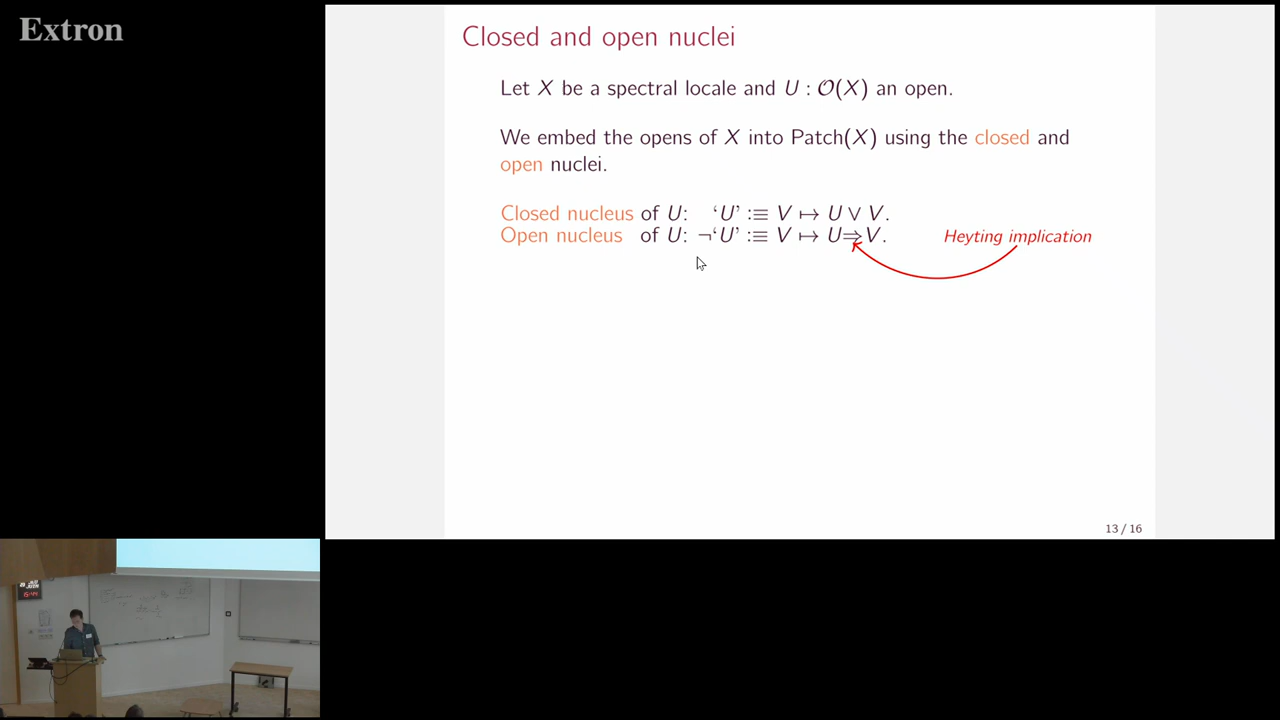 Extron
Closed and open nuclei
Let X be a spectral locale and U : 𝒪(X) an open.
We embed the opens of X into Patch(X) using the closed and
open nuclei.
Closed nucleus of U: ‘U’ :≡ V ↦ U ∨ V.
Open nucleus of U: ¬‘U’ :≡ V ↦ U⇒V. Heyting implication
13 / 16